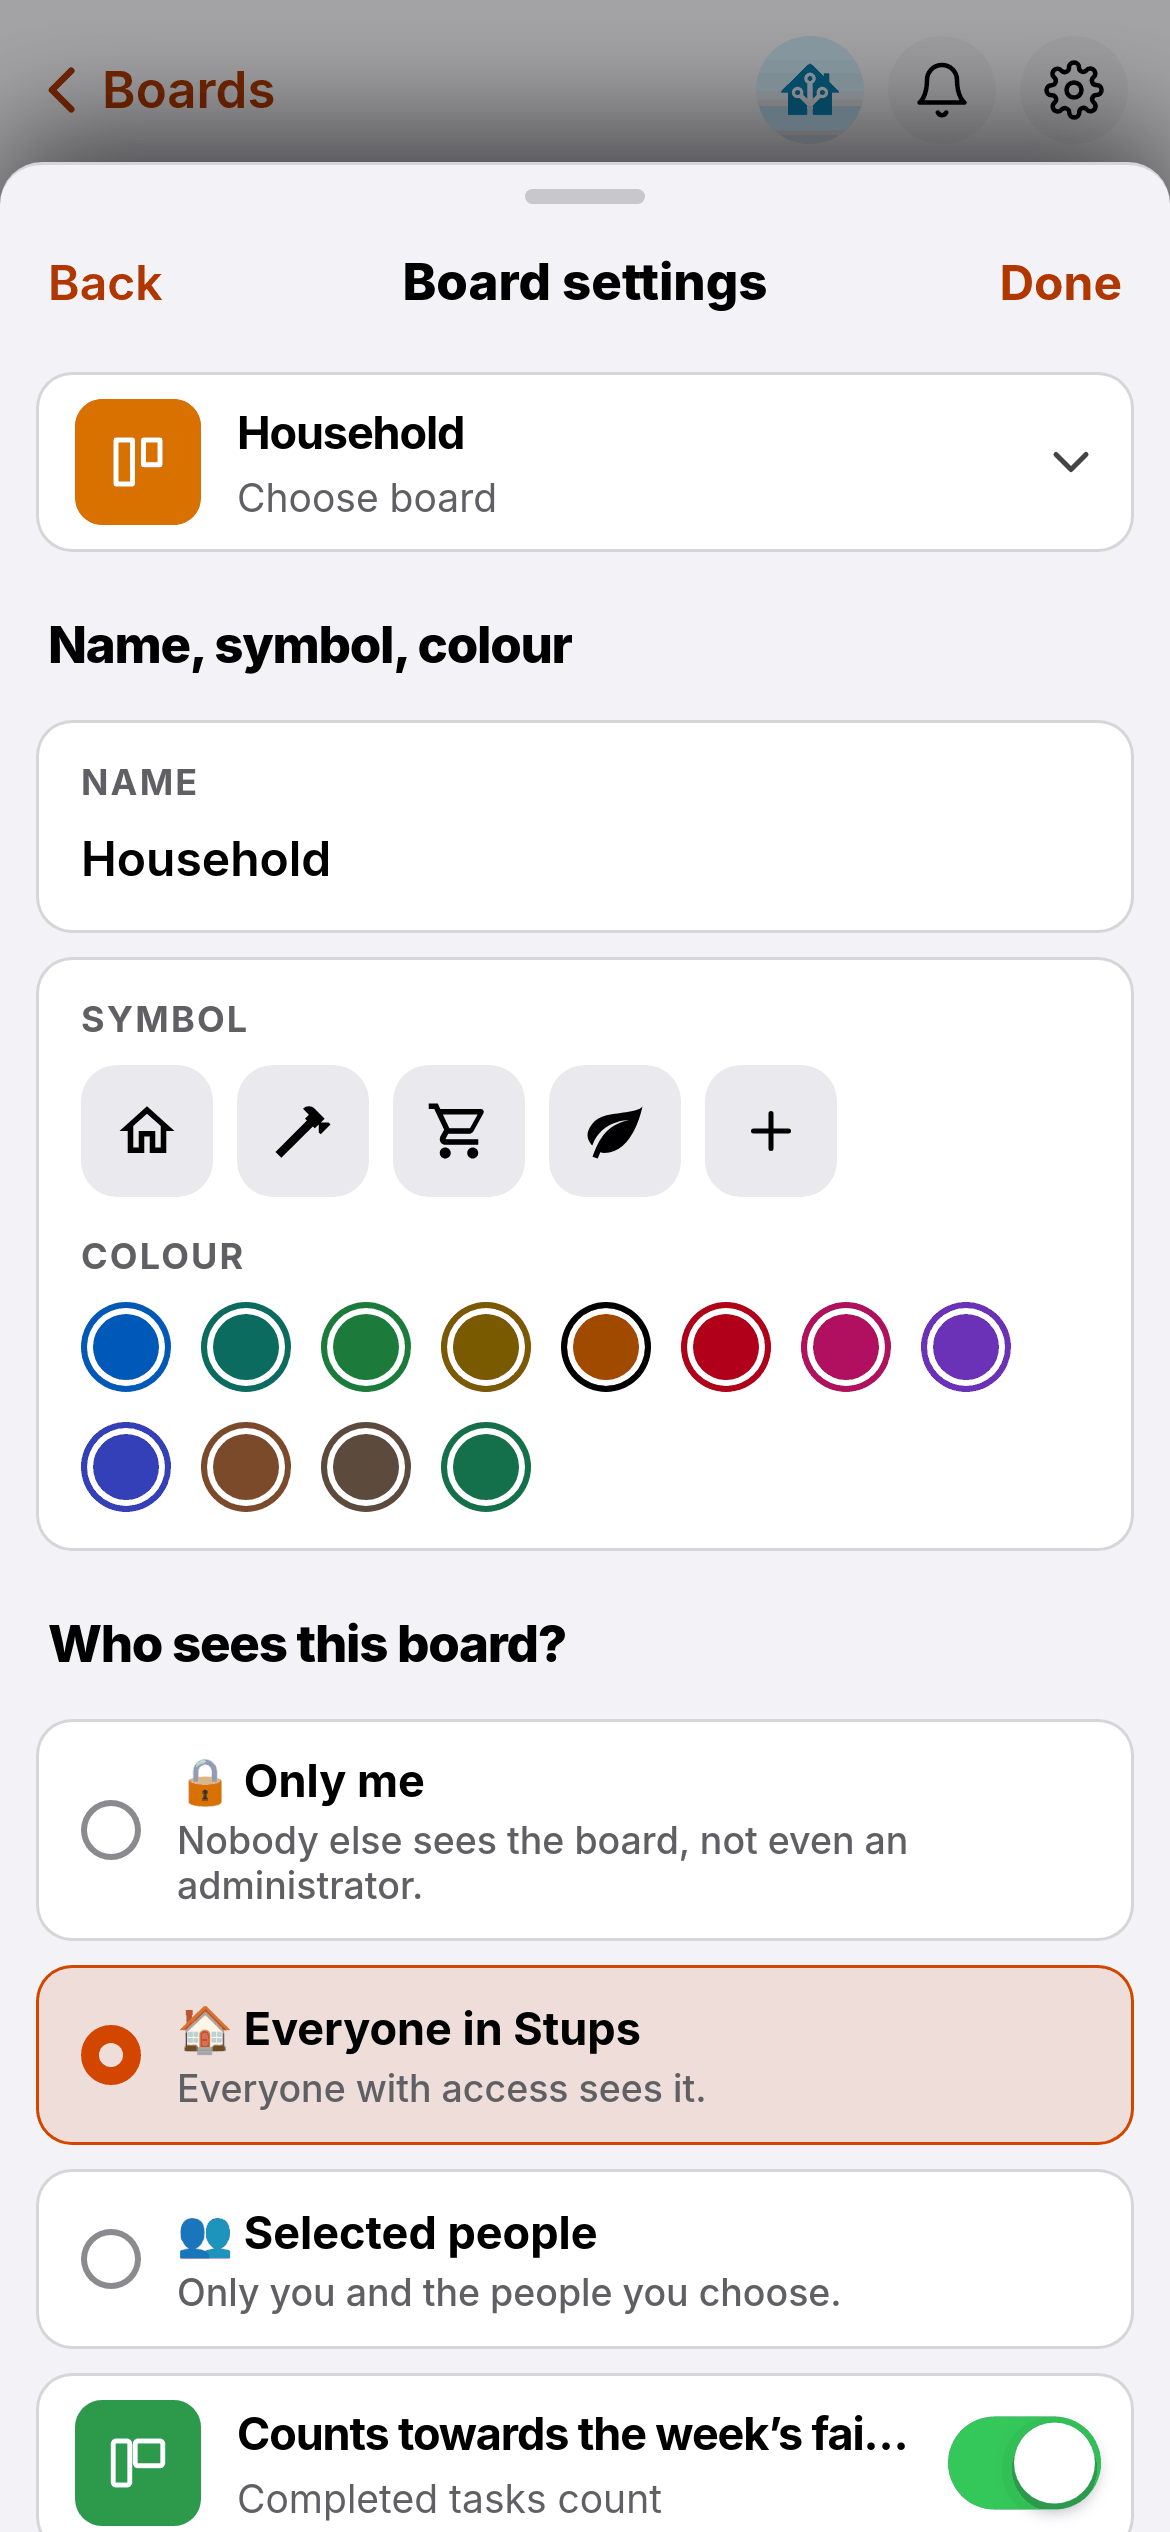 Boards
Back
Board settings
Done
Household
Choose board
Name, symbol, colour
NAME
Household
SYMBOL
COLOUR
Who sees this board?
🔒 Only me
Nobody else sees the board, not even an
administrator.
🏠 Everyone in Stups
Everyone with access sees it.
👥 Selected people
Only you and the people you choose.
Counts towards the week’s fai…
Completed tasks count